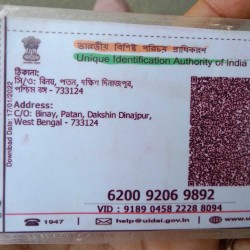 ভারতীয় বিশিষ্ট পরিচয় প্রাধিকরণ
Unique Identification Authority of India
ঠিকানা:
সি/ও: বিনয়, পতন, দক্ষিণ দিনাজপুর,
পশ্চিম বঙ্গ - 733124
Address:
C/O: Binay, Patan, Dakshin Dinajpur,
West Bengal - 733124
Download Date: 17/01/2022
6200 9206 9892
VID : 9189 0458 2228 8094
1947
help@uidai.gov.in